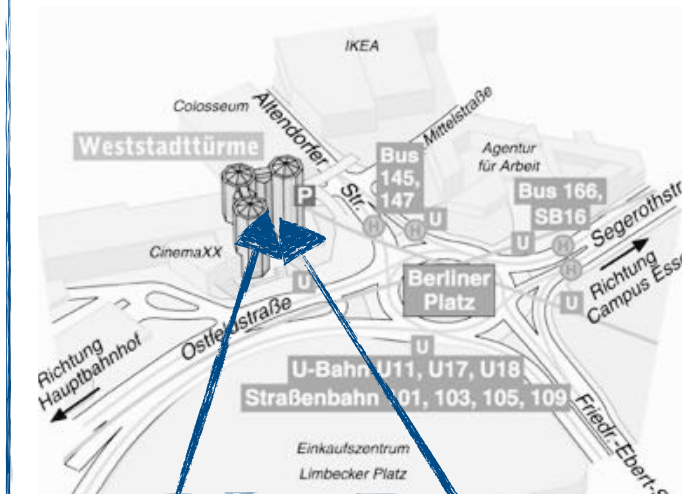 IKEA
Colosseum
Altendorfer
Str.
Mittelstraße
Weststadttürme
Bus
145,
147
Agentur
für Arbeit
Bus 166,
SB16
P
H
H
U
U
H
H
Segerothstr
CinemaXX
U
Berliner
Platz
Richtung
Campus Esse
U
Ostfeldstraße
Richtung
Hauptbahnhof
U
U-Bahn U11, U17, U18
Straßenbahn 101, 103, 105, 109
Friedr.-Ebert-S
Einkaufszentrum
Limbecker Platz